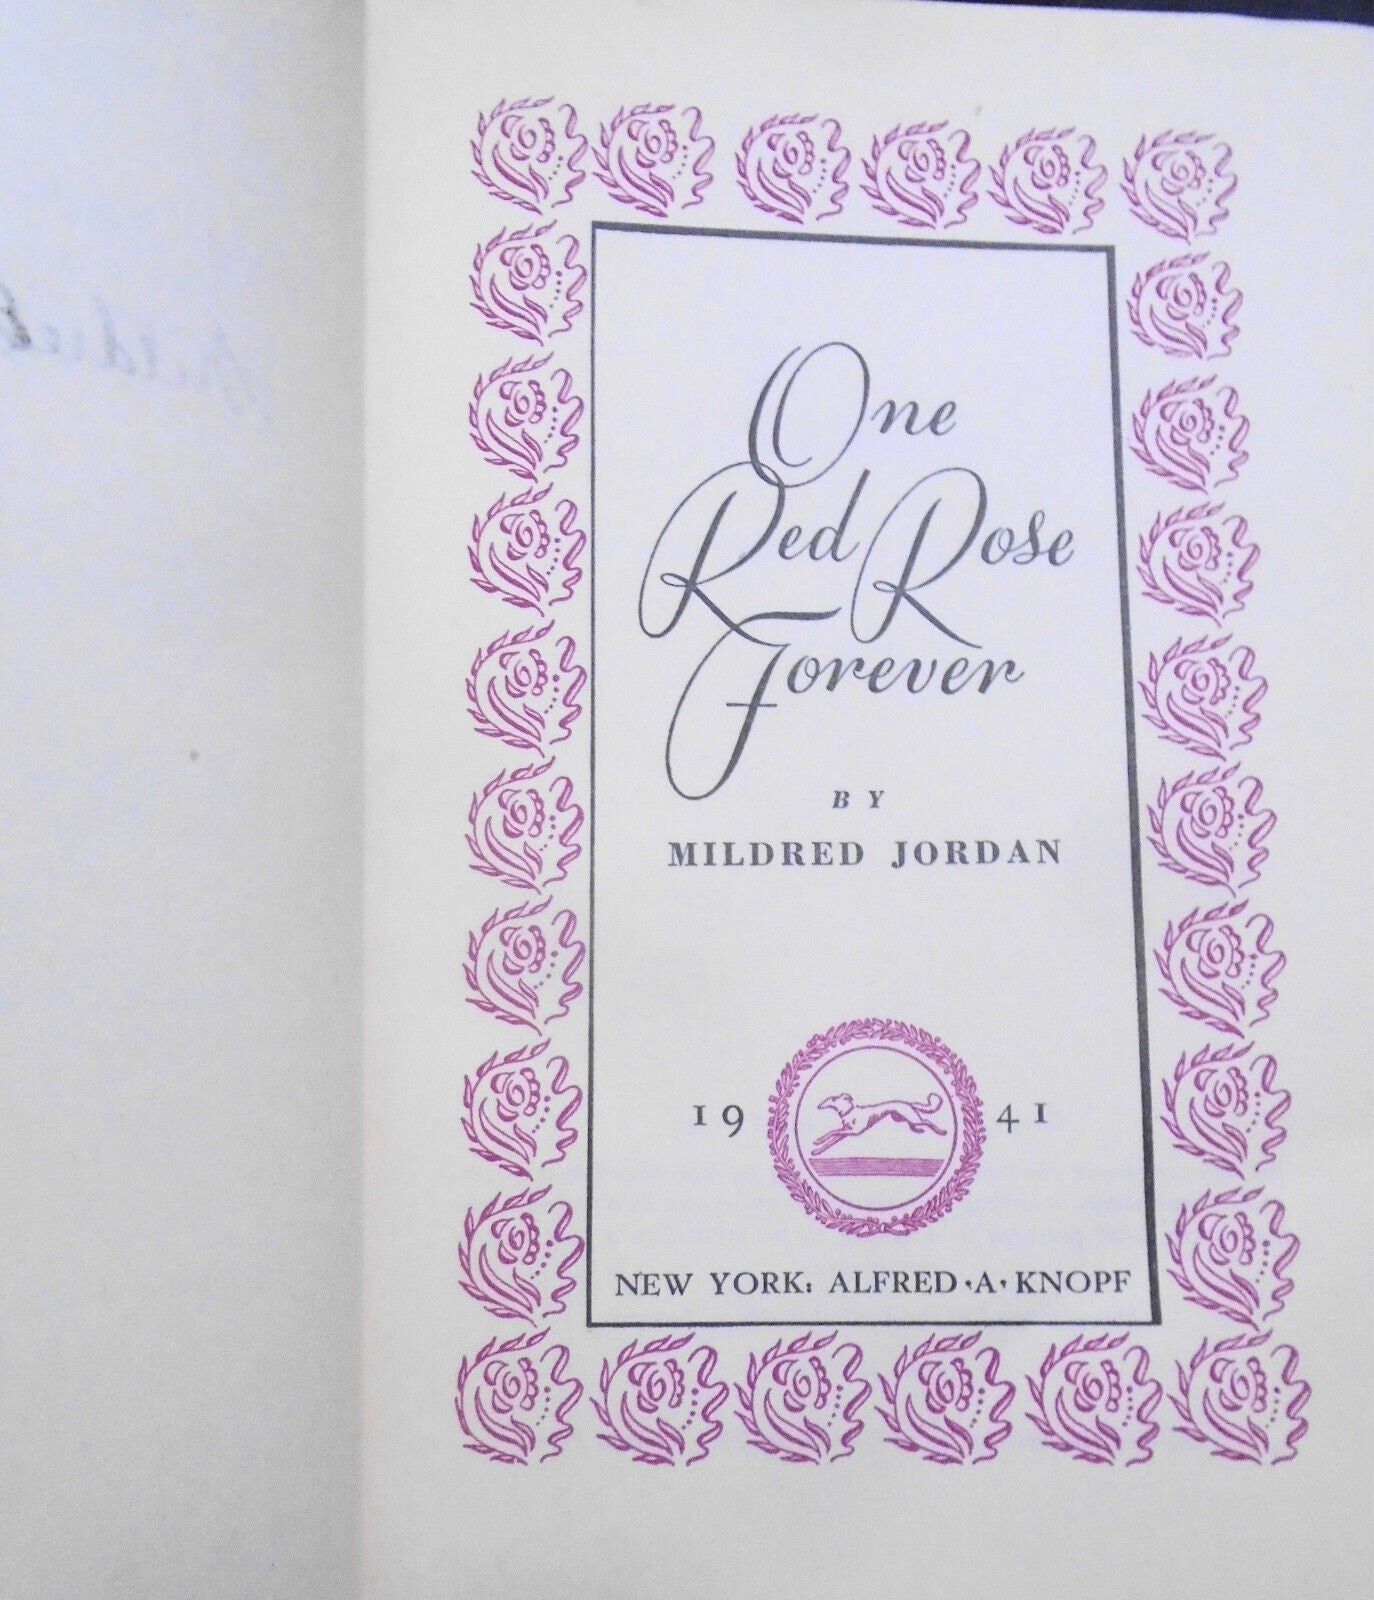 One
Red Rose
Forever
BY
MILDRED JORDAN
19 41
NEW YORK: ALFRED · A · KNOPF